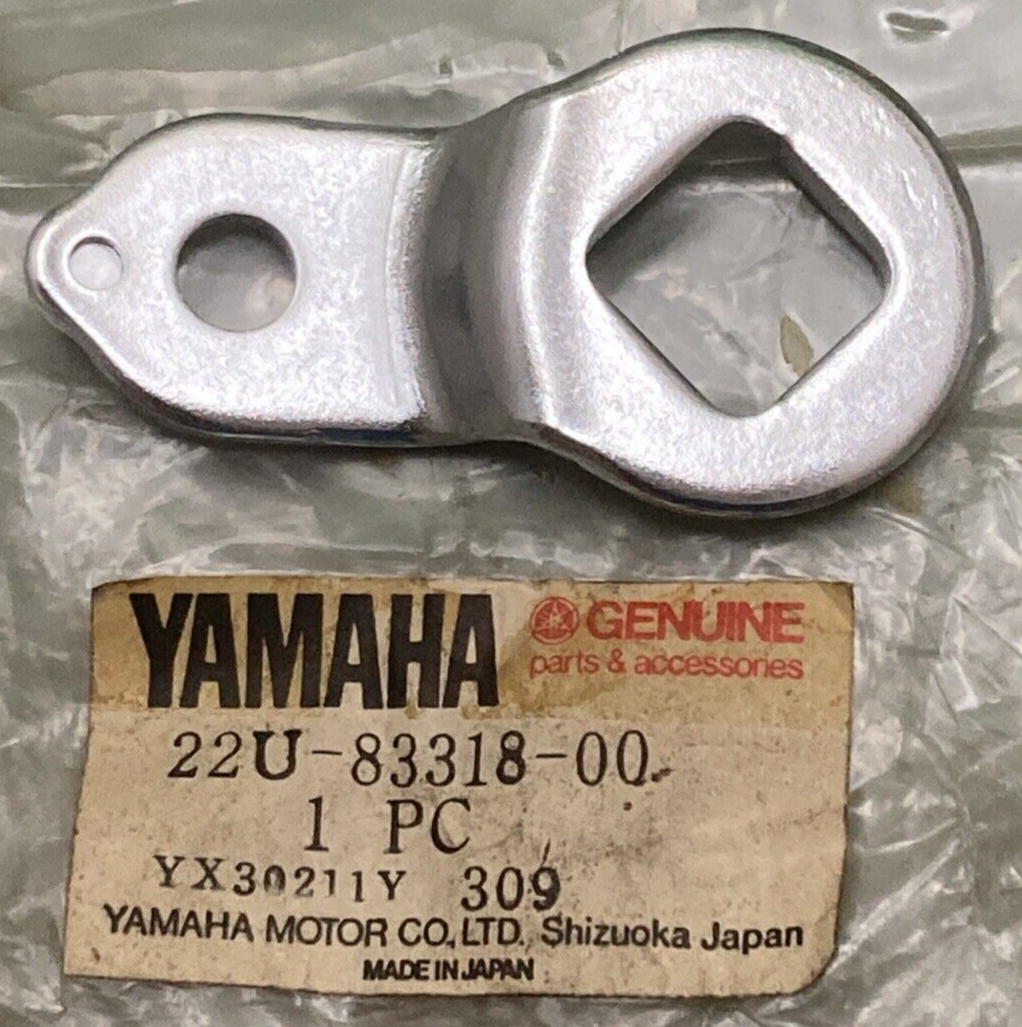 YAMAHA GENUINE
parts & accessories
22U-83318-00
1 PC
YX30211Y 309
YAMAHA MOTOR CO., LTD. Shizuoka Japan
MADE IN JAPAN